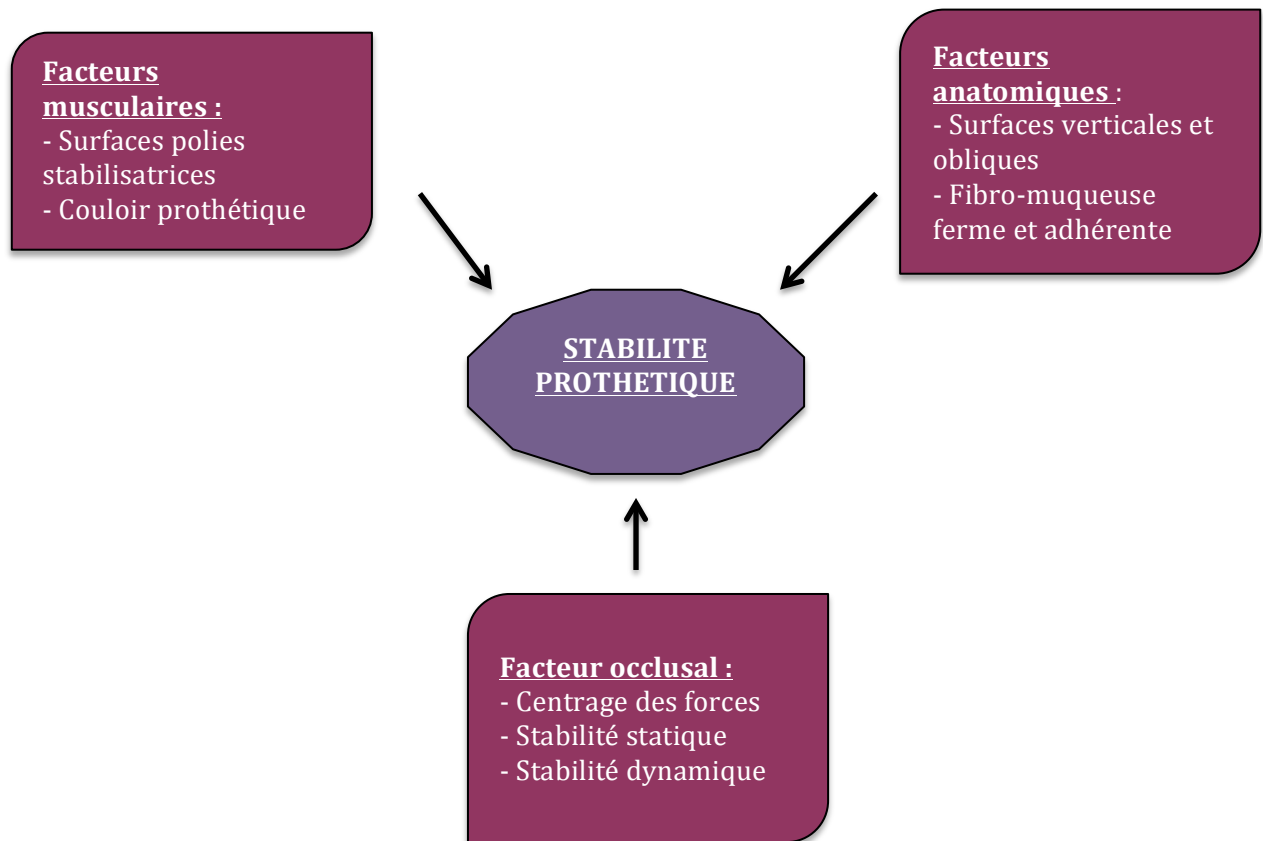 Facteurs
musculaires :
- Surfaces polies
stabilisatrices
- Couloir prothétique
Facteurs
anatomiques :
- Surfaces verticales et
obliques
- Fibro-muqueuse
ferme et adhérente
STABILITE
PROTHETIQUE
Facteur occlusal :
- Centrage des forces
- Stabilité statique
- Stabilité dynamique